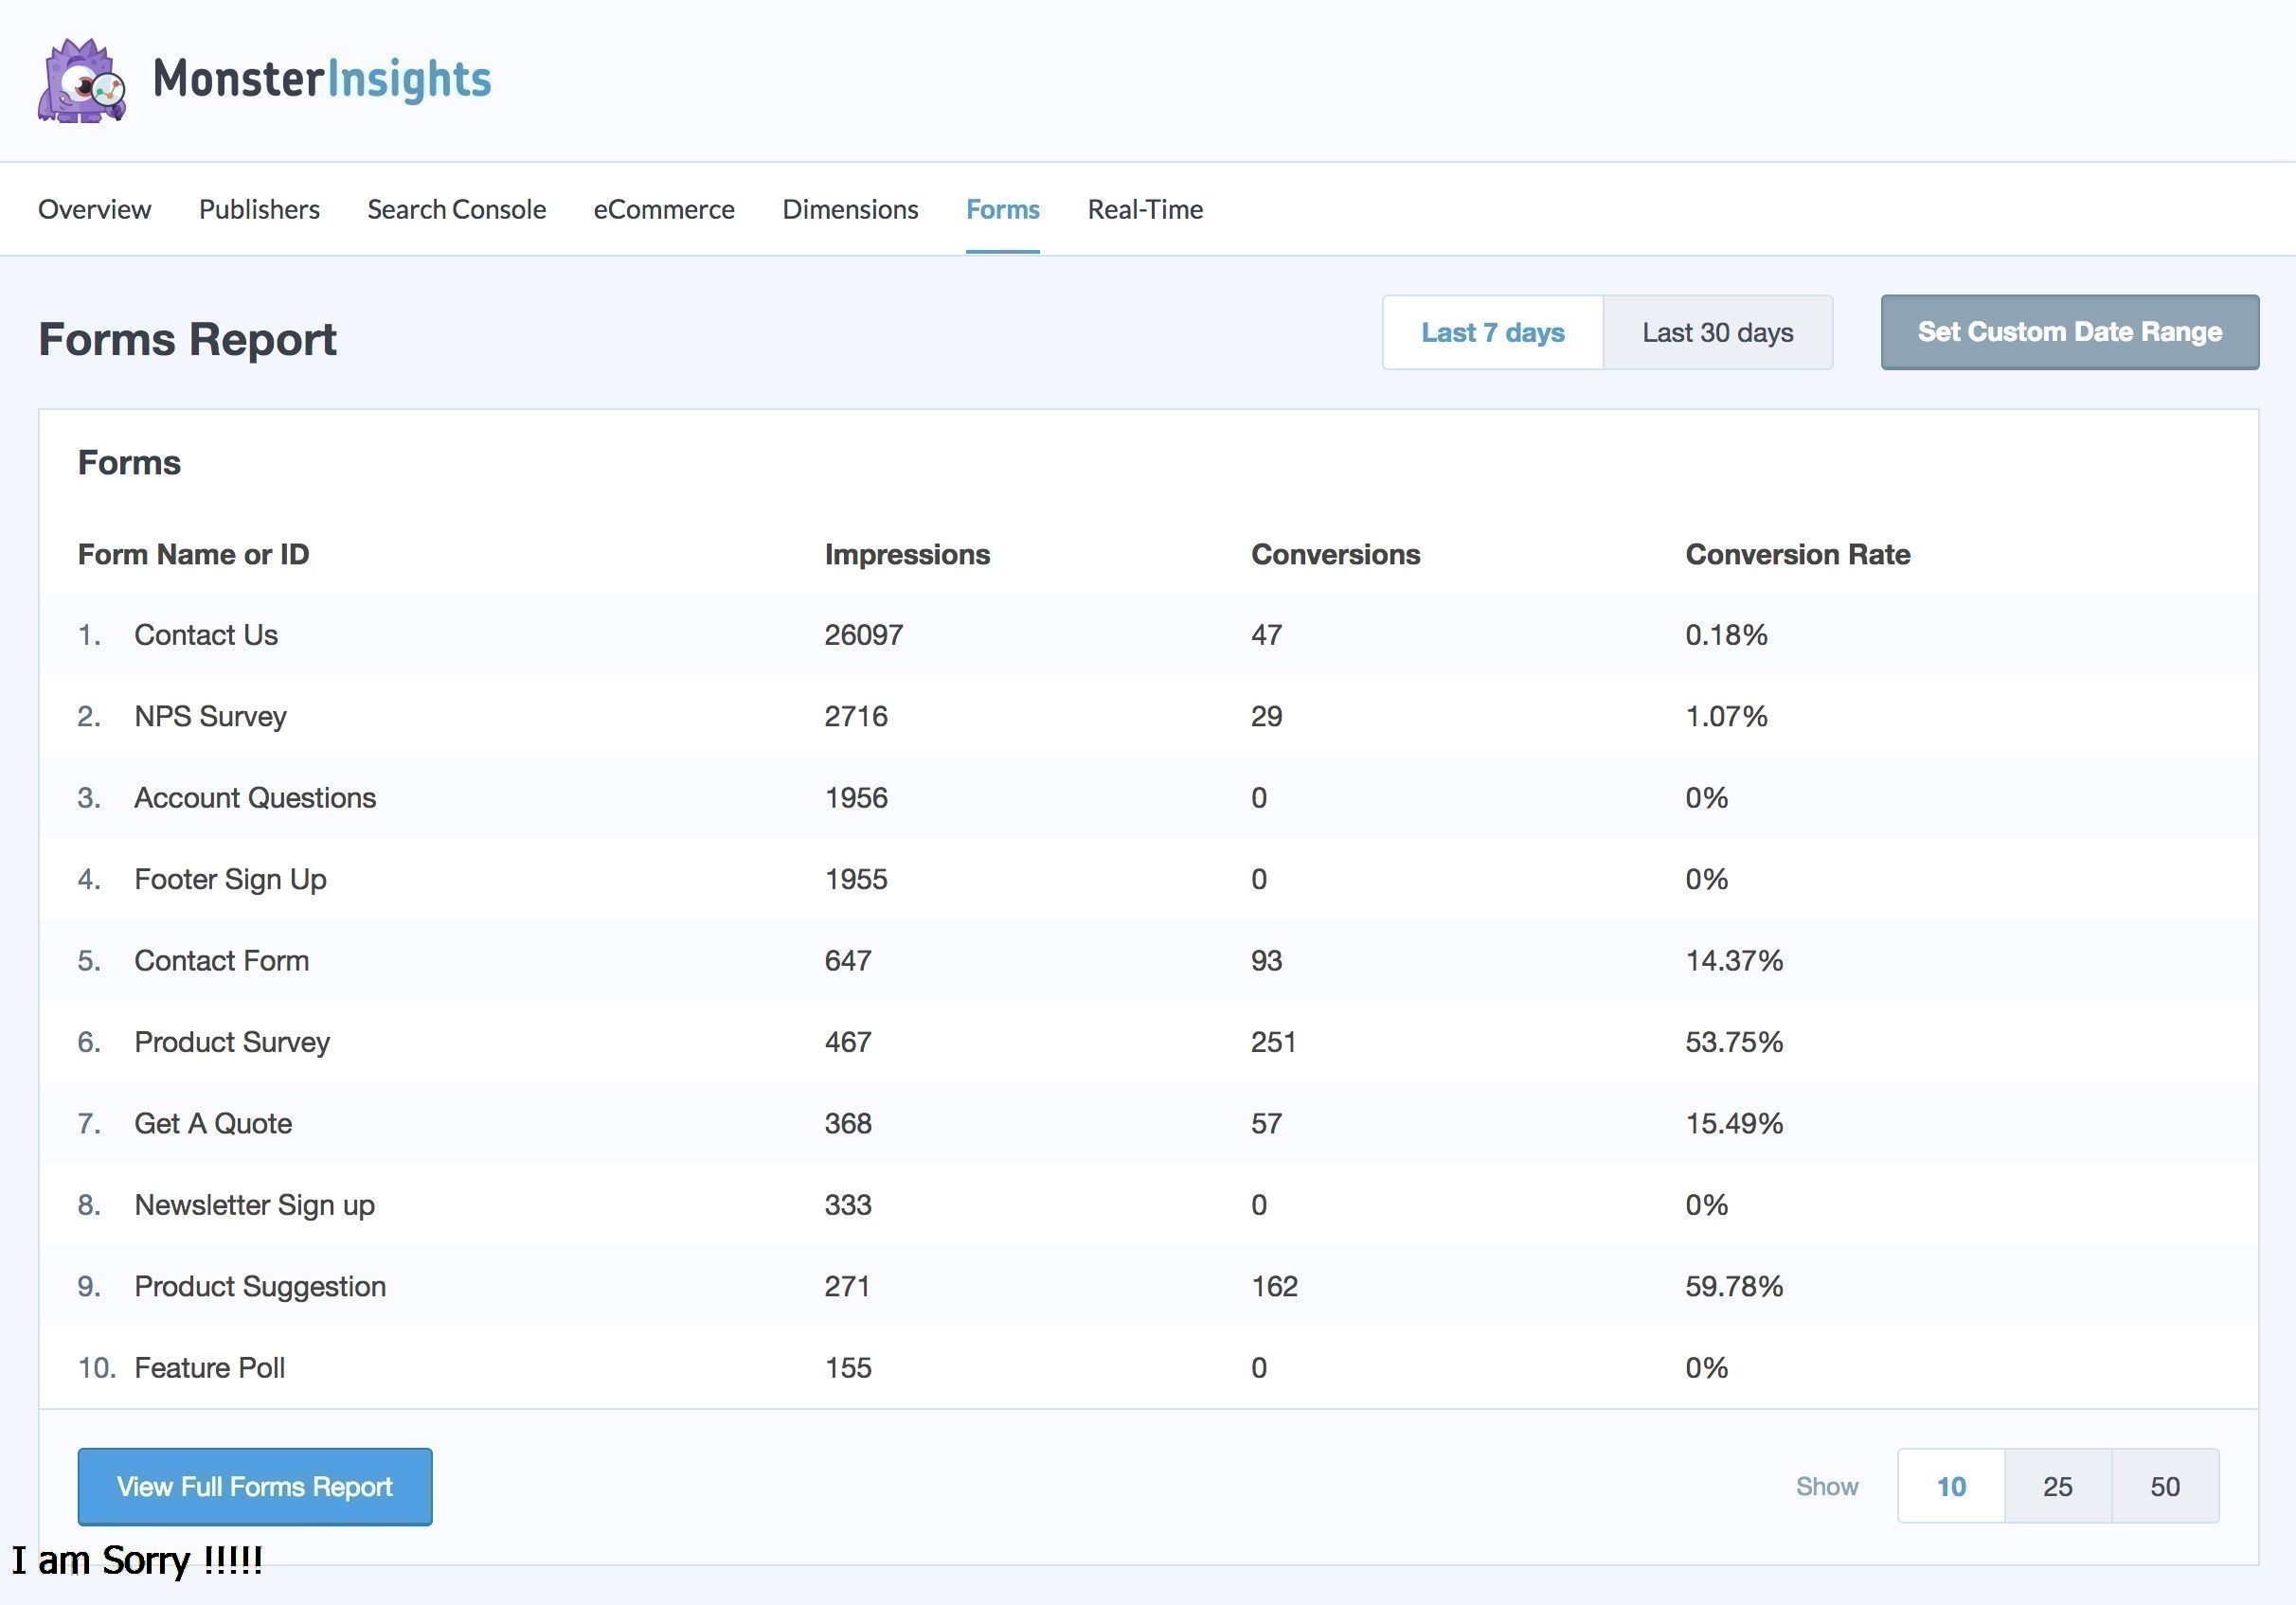 MonsterInsights
Overview Publishers Search Console eCommerce Dimensions Forms Real-Time
Forms Report Last 7 days Last 30 days Set Custom Date Range
Forms
Form Name or ID Impressions Conversions Conversion Rate
1. Contact Us 26097 47 0.18%
2. NPS Survey 2716 29 1.07%
3. Account Questions 1956 0 0%
4. Footer Sign Up 1955 0 0%
5. Contact Form 647 93 14.37%
6. Product Survey 467 251 53.75%
7. Get A Quote 368 57 15.49%
8. Newsletter Sign up 333 0 0%
9. Product Suggestion 271 162 59.78%
10. Feature Poll 155 0 0%
View Full Forms Report Show 10 25 50
I am Sorry !!!!!